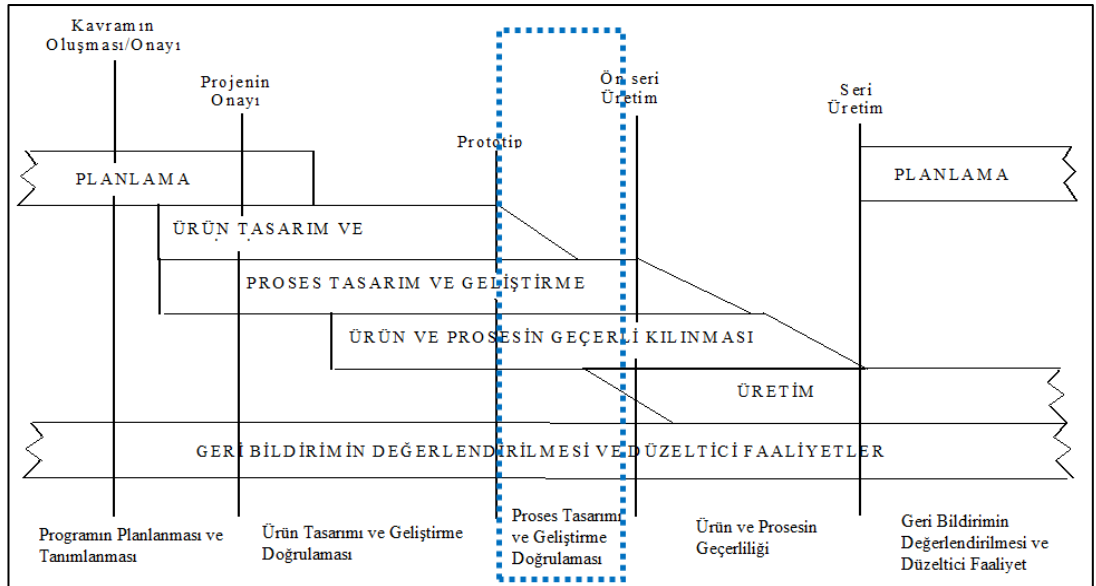 Kavramın
Oluşması/Onayı
Projenin
Onayı
Prototip
Ön seri
Üretim
Seri
Üretim
PLANLAMA
PLANLAMA
ÜRÜN TASARIM VE
PROSES TASARIM VE GELİŞTİRME
ÜRÜN VE PROSESİN GEÇERLİ KILINMASI
ÜRETİM
GERİ BİLDİRİMİN DEĞERLENDİRİLMESİ VE DÜZELTİCİ FAALİYETLER
Programın Planlanması ve
Tanımlanması
Ürün Tasarımı ve Geliştirme
Doğrulaması
Proses Tasarımı
ve Geliştirme
Doğrulaması
Ürün ve Prosesin
Geçerliliği
Geri Bildirimin
Değerlendirilmesi ve
Düzeltici Faaliyet